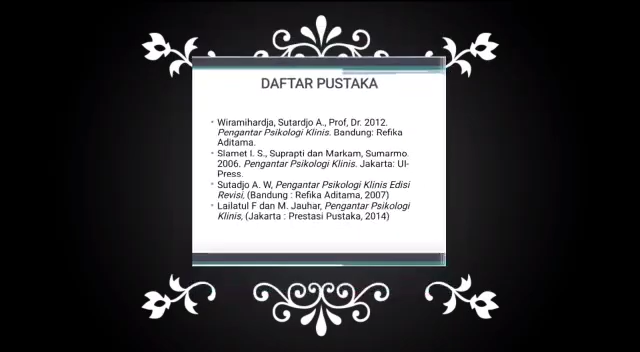 DAFTAR PUSTAKA
• Wiramihardja, Sutardjo A., Prof, Dr. 2012.
Pengantar Psikologi Klinis. Bandung: Refika
Aditama.
• Slamet I. S., Suprapti dan Markam, Sumarmo.
2006. Pengantar Psikologi Klinis. Jakarta: UI-
Press.
• Sutadjo A. W, Pengantar Psikologi Klinis Edisi
Revisi, (Bandung : Refika Aditama, 2007)
• Lailatul F dan M. Jauhar, Pengantar Psikologi
Klinis, (Jakarta : Prestasi Pustaka, 2014)